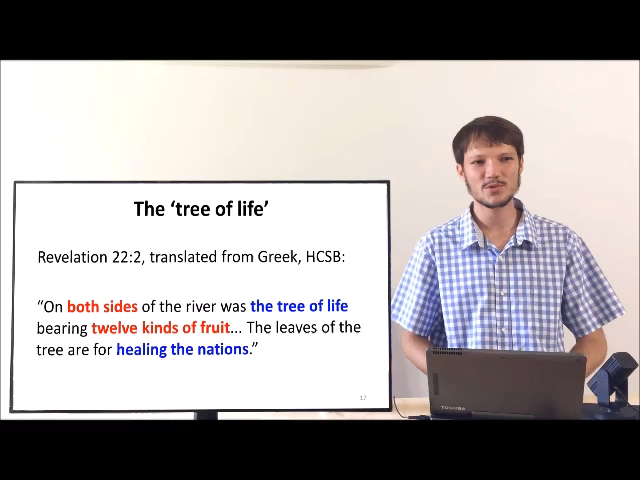 The ‘tree of life’
Revelation 22:2, translated from Greek, HCSB:
“On both sides of the river was the tree of life
bearing twelve kinds of fruit... The leaves of the
tree are for healing the nations.”
17
TOSHIBA